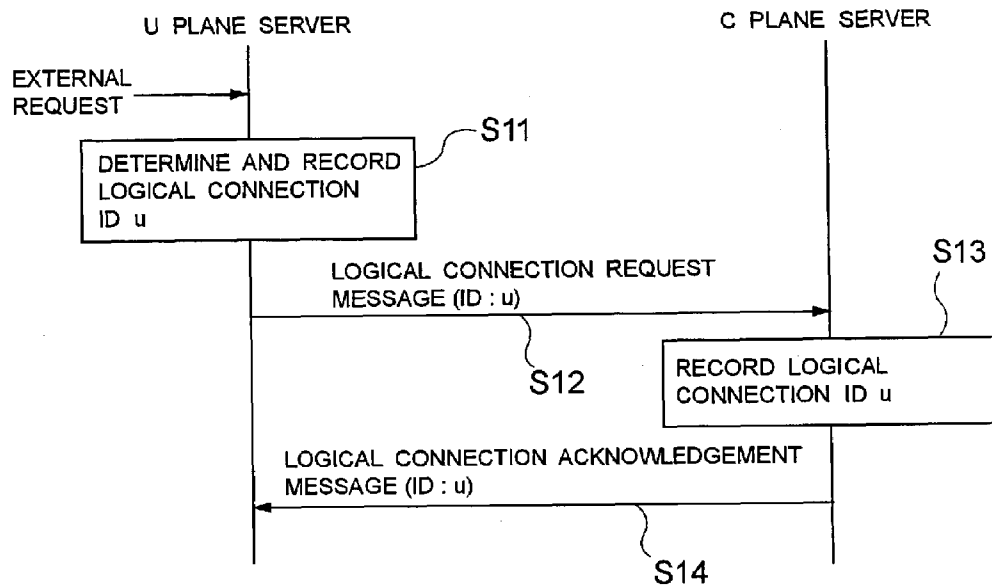 U PLANE SERVER
C PLANE SERVER
EXTERNAL
REQUEST
S11
DETERMINE AND RECORD
LOGICAL CONNECTION
ID u
LOGICAL CONNECTION REQUEST
MESSAGE (ID : u)
S12
S13
RECORD LOGICAL
CONNECTION ID u
LOGICAL CONNECTION ACKNOWLEDGEMENT
MESSAGE (ID : u)
S14